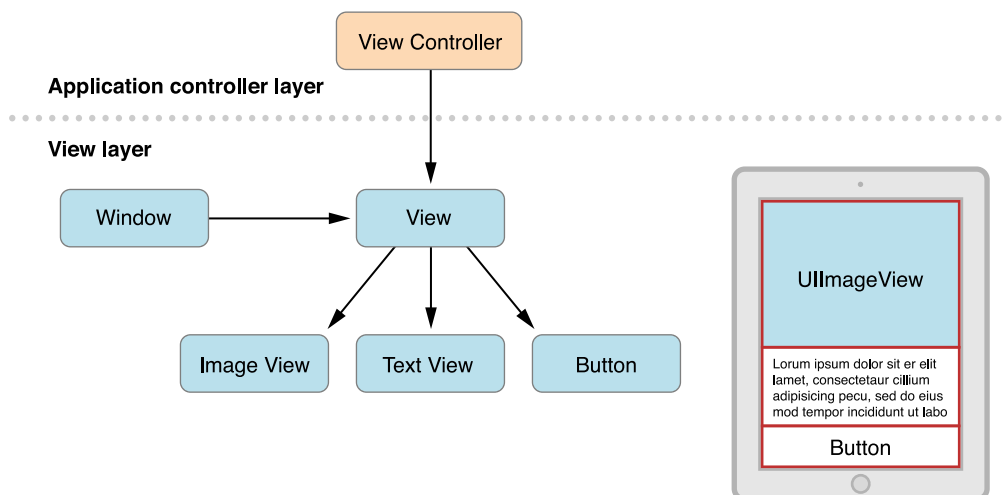 View Controller
Application controller layer
View layer
Window
View
Image View
Text View
Button
UIImageView
Lorum ipsum dolor sit er elit
lamet, consectetaur cillium
adipisicing pecu, sed do eius
mod tempor incididunt ut labo
Button